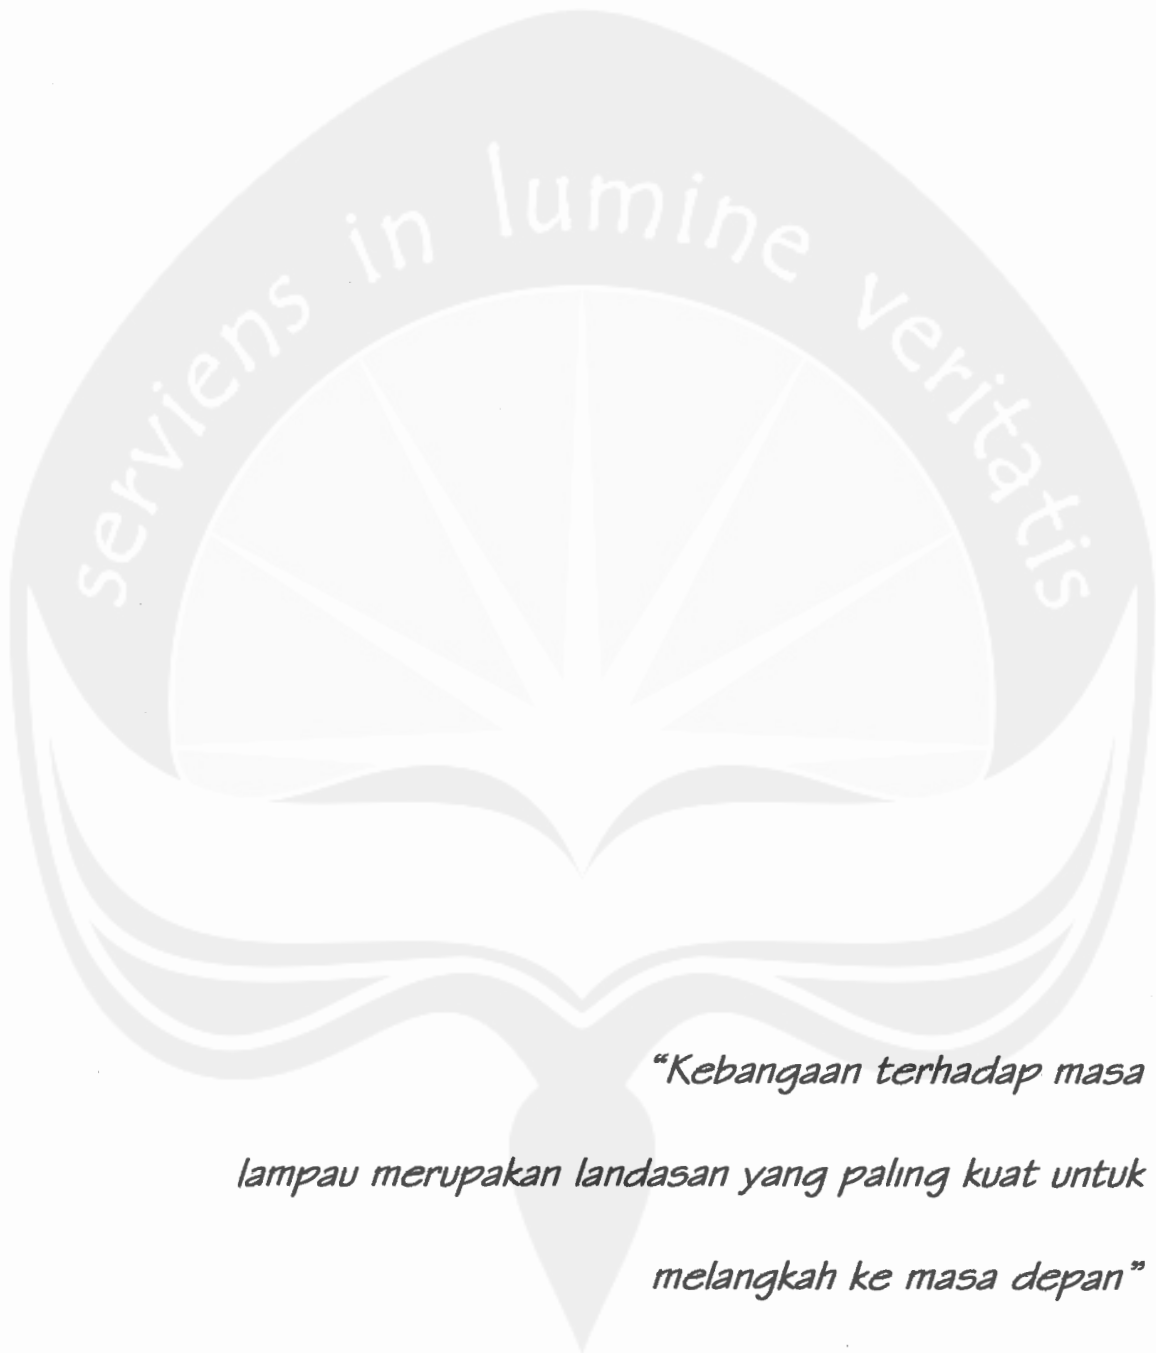 serviens in lumine veritatis
“Kebangaan terhadap masa
lampau merupakan landasan yang paling kuat untuk
melangkah ke masa depan”